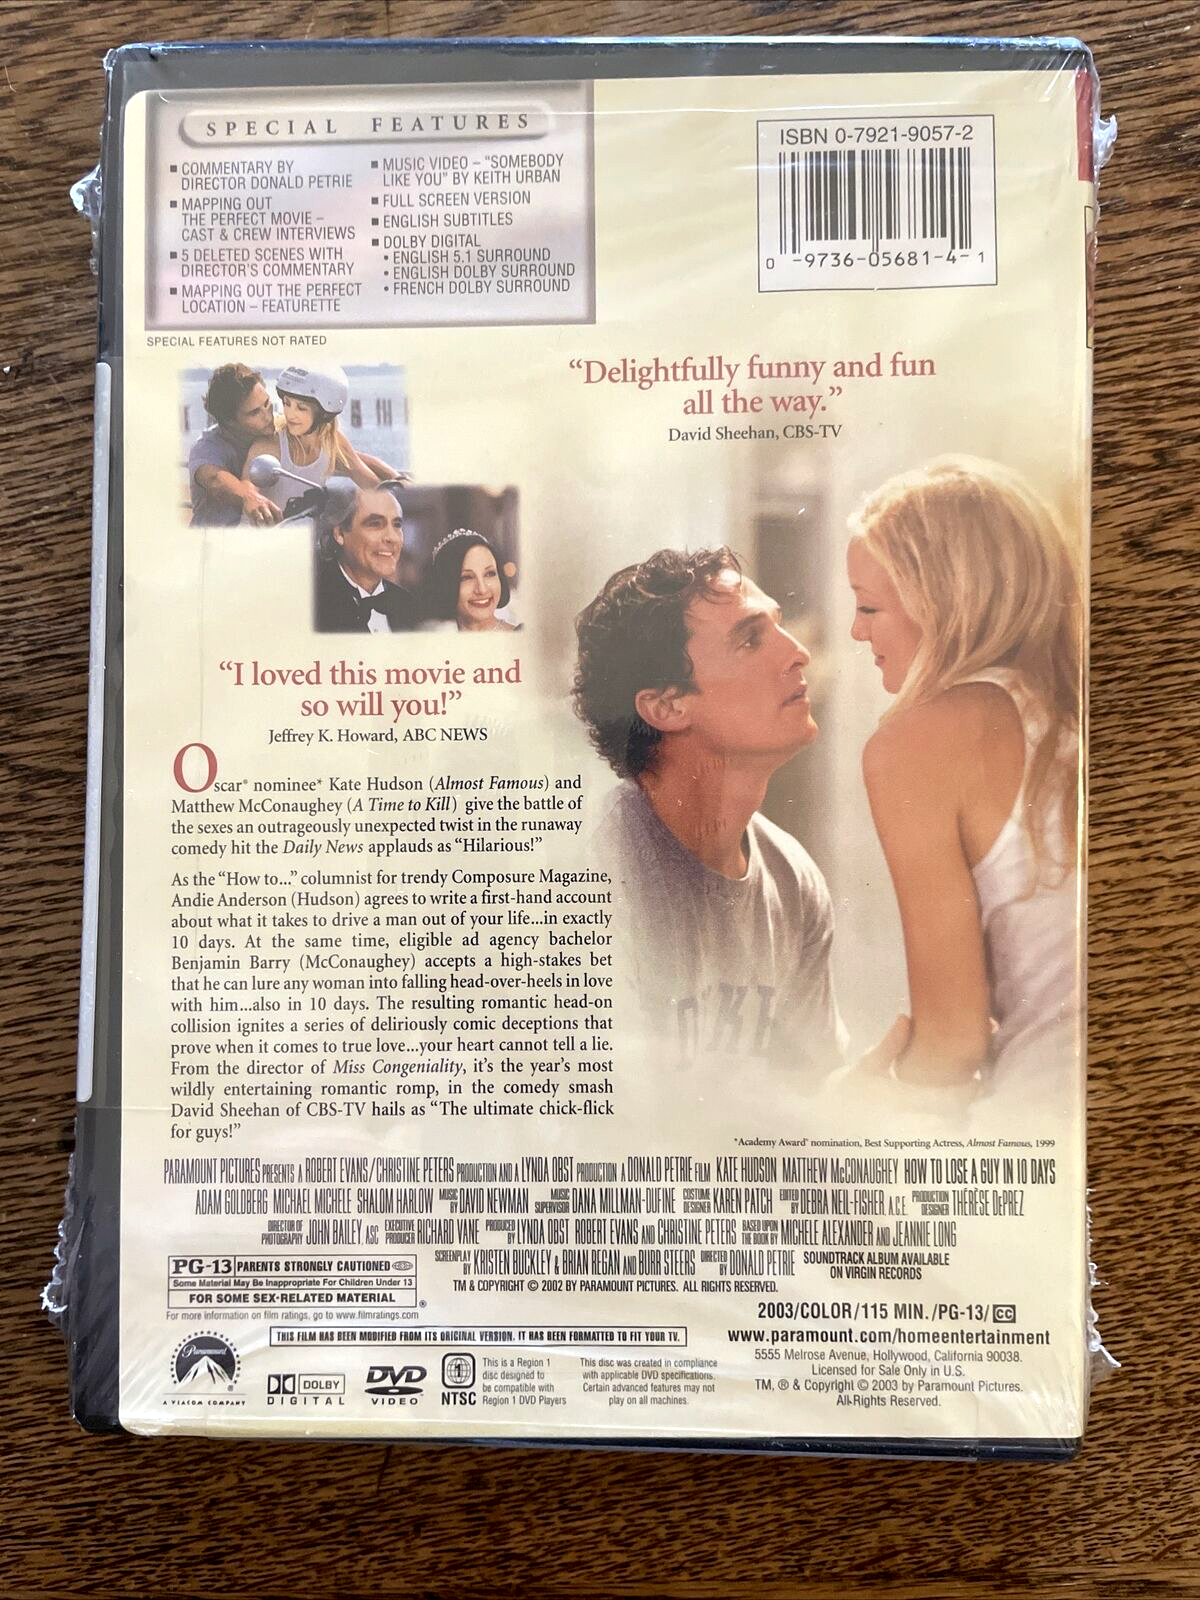 SPECIAL FEATURES
■ COMMENTARY BY
DIRECTOR DONALD PETRIE
■ MAPPING OUT
THE PERFECT MOVIE –
CAST & CREW INTERVIEWS
■ 5 DELETED SCENES WITH
DIRECTOR'S COMMENTARY
■ MAPPING OUT THE PERFECT
LOCATION – FEATURETTE
■ MUSIC VIDEO – "SOMEBODY
LIKE YOU" BY KEITH URBAN
■ FULL SCREEN VERSION
■ ENGLISH SUBTITLES
■ DOLBY DIGITAL
• ENGLISH 5.1 SURROUND
• ENGLISH DOLBY SURROUND
• FRENCH DOLBY SURROUND
SPECIAL FEATURES NOT RATED
ISBN 0-7921-9057-2
0 -9736-05681-4- 1
“Delightfully funny and fun
all the way.”
David Sheehan, CBS-TV
“I loved this movie and
so will you!”
Jeffrey K. Howard, ABC NEWS
Oscar® nominee* Kate Hudson (Almost Famous) and
Matthew McConaughey (A Time to Kill) give the battle of
the sexes an outrageously unexpected twist in the runaway
comedy hit the Daily News applauds as “Hilarious!”
As the “How to...” columnist for trendy Composure Magazine,
Andie Anderson (Hudson) agrees to write a first-hand account
about what it takes to drive a man out of your life...in exactly
10 days. At the same time, eligible ad agency bachelor
Benjamin Barry (McConaughey) accepts a high-stakes bet
that he can lure any woman into falling head-over-heels in love
with him...also in 10 days. The resulting romantic head-on
collision ignites a series of deliriously comic deceptions that
prove when it comes to true love...your heart cannot tell a lie.
From the director of Miss Congeniality, it’s the year’s most
wildly entertaining romantic romp, in the comedy smash
David Sheehan of CBS-TV hails as “The ultimate chick-flick
for guys!”
*Academy Award® nomination, Best Supporting Actress, Almost Famous, 1999
PARAMOUNT PICTURES PRESENTS A ROBERT EVANS/CHRISTINE PETERS PRODUCTION AND A LYNDA OBST PRODUCTION A DONALD PETRIE FILM KATE HUDSON MATTHEW McCONAUGHEY HOW TO LOSE A GUY IN 10 DAYS
ADAM GOLDBERG MICHAEL MICHELE SHALOM HARLOW MUSIC BY DAVID NEWMAN MUSIC SUPERVISOR DANA MILLMAN-DUFINE COSTUME DESIGNER KAREN PATCH EDITED BY DEBRA NEIL-FISHER, A.C.E. PRODUCTION DESIGNER THÉRÈSE DEPREZ
DIRECTOR OF PHOTOGRAPHY JOHN BAILEY, ASC EXECUTIVE PRODUCER RICHARD VANE PRODUCED BY LYNDA OBST ROBERT EVANS AND CHRISTINE PETERS BASED UPON THE BOOK BY MICHELE ALEXANDER AND JEANNIE LONG
SCREENPLAY BY KRISTEN BUCKLEY & BRIAN REGAN AND BURR STEERS DIRECTED BY DONALD PETRIE SOUNDTRACK ALBUM AVAILABLE
ON VIRGIN RECORDS
TM & COPYRIGHT © 2002 BY PARAMOUNT PICTURES. ALL RIGHTS RESERVED.
PG-13 PARENTS STRONGLY CAUTIONED
Some Material May Be Inappropriate For Children Under 13
FOR SOME SEX-RELATED MATERIAL ®
For more information on film ratings, go to www.filmratings.com
2003/COLOR/115 MIN./PG-13/CC
THIS FILM HAS BEEN MODIFIED FROM ITS ORIGINAL VERSION. IT HAS BEEN FORMATTED TO FIT YOUR TV.
www.paramount.com/homeentertainment
5555 Melrose Avenue, Hollywood, California 90038.
Licensed for Sale Only in U.S.
TM, ® & Copyright © 2003 by Paramount Pictures.
All Rights Reserved.
Paramount
A VIACOM COMPANY
DOLBY
DIGITAL
DVD
VIDEO
1
NTSC
This is a Region 1
disc designed to
be compatible with
Region 1 DVD Players
This disc was created in compliance
with applicable DVD specifications.
Certain advanced features may not
play on all machines.